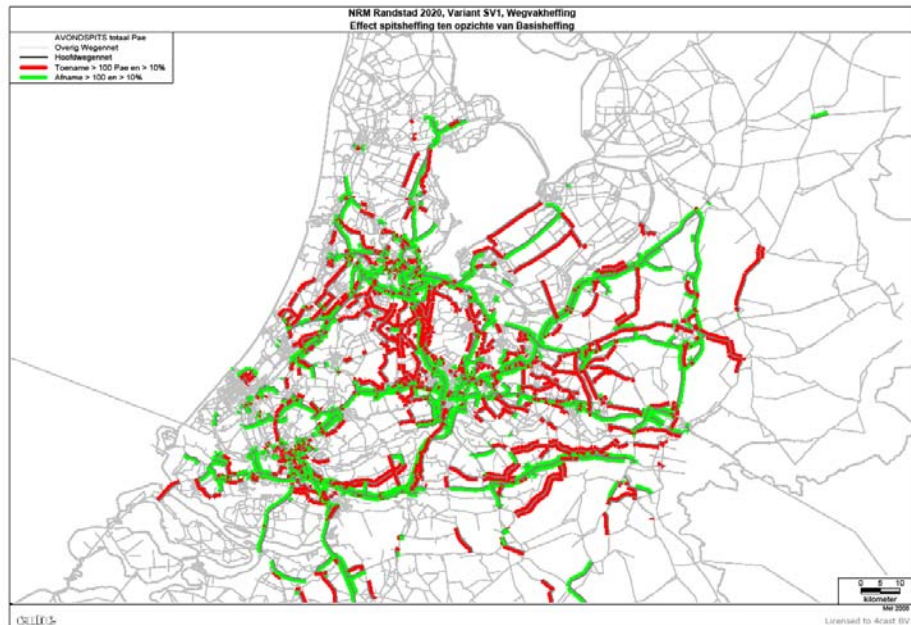 NRM Randstad 2020, Variant SV1, Wegvakheffing
Effect spitsheffing ten opzichte van Basisheffing
AVONDSPITS totaal Pae
Overig Wegennet
Hoofdwegennet
Toename > 100 Pae en > 10%
Afname > 100 en > 10%
0 5 10
kilometer
Licensed to 4cast BV